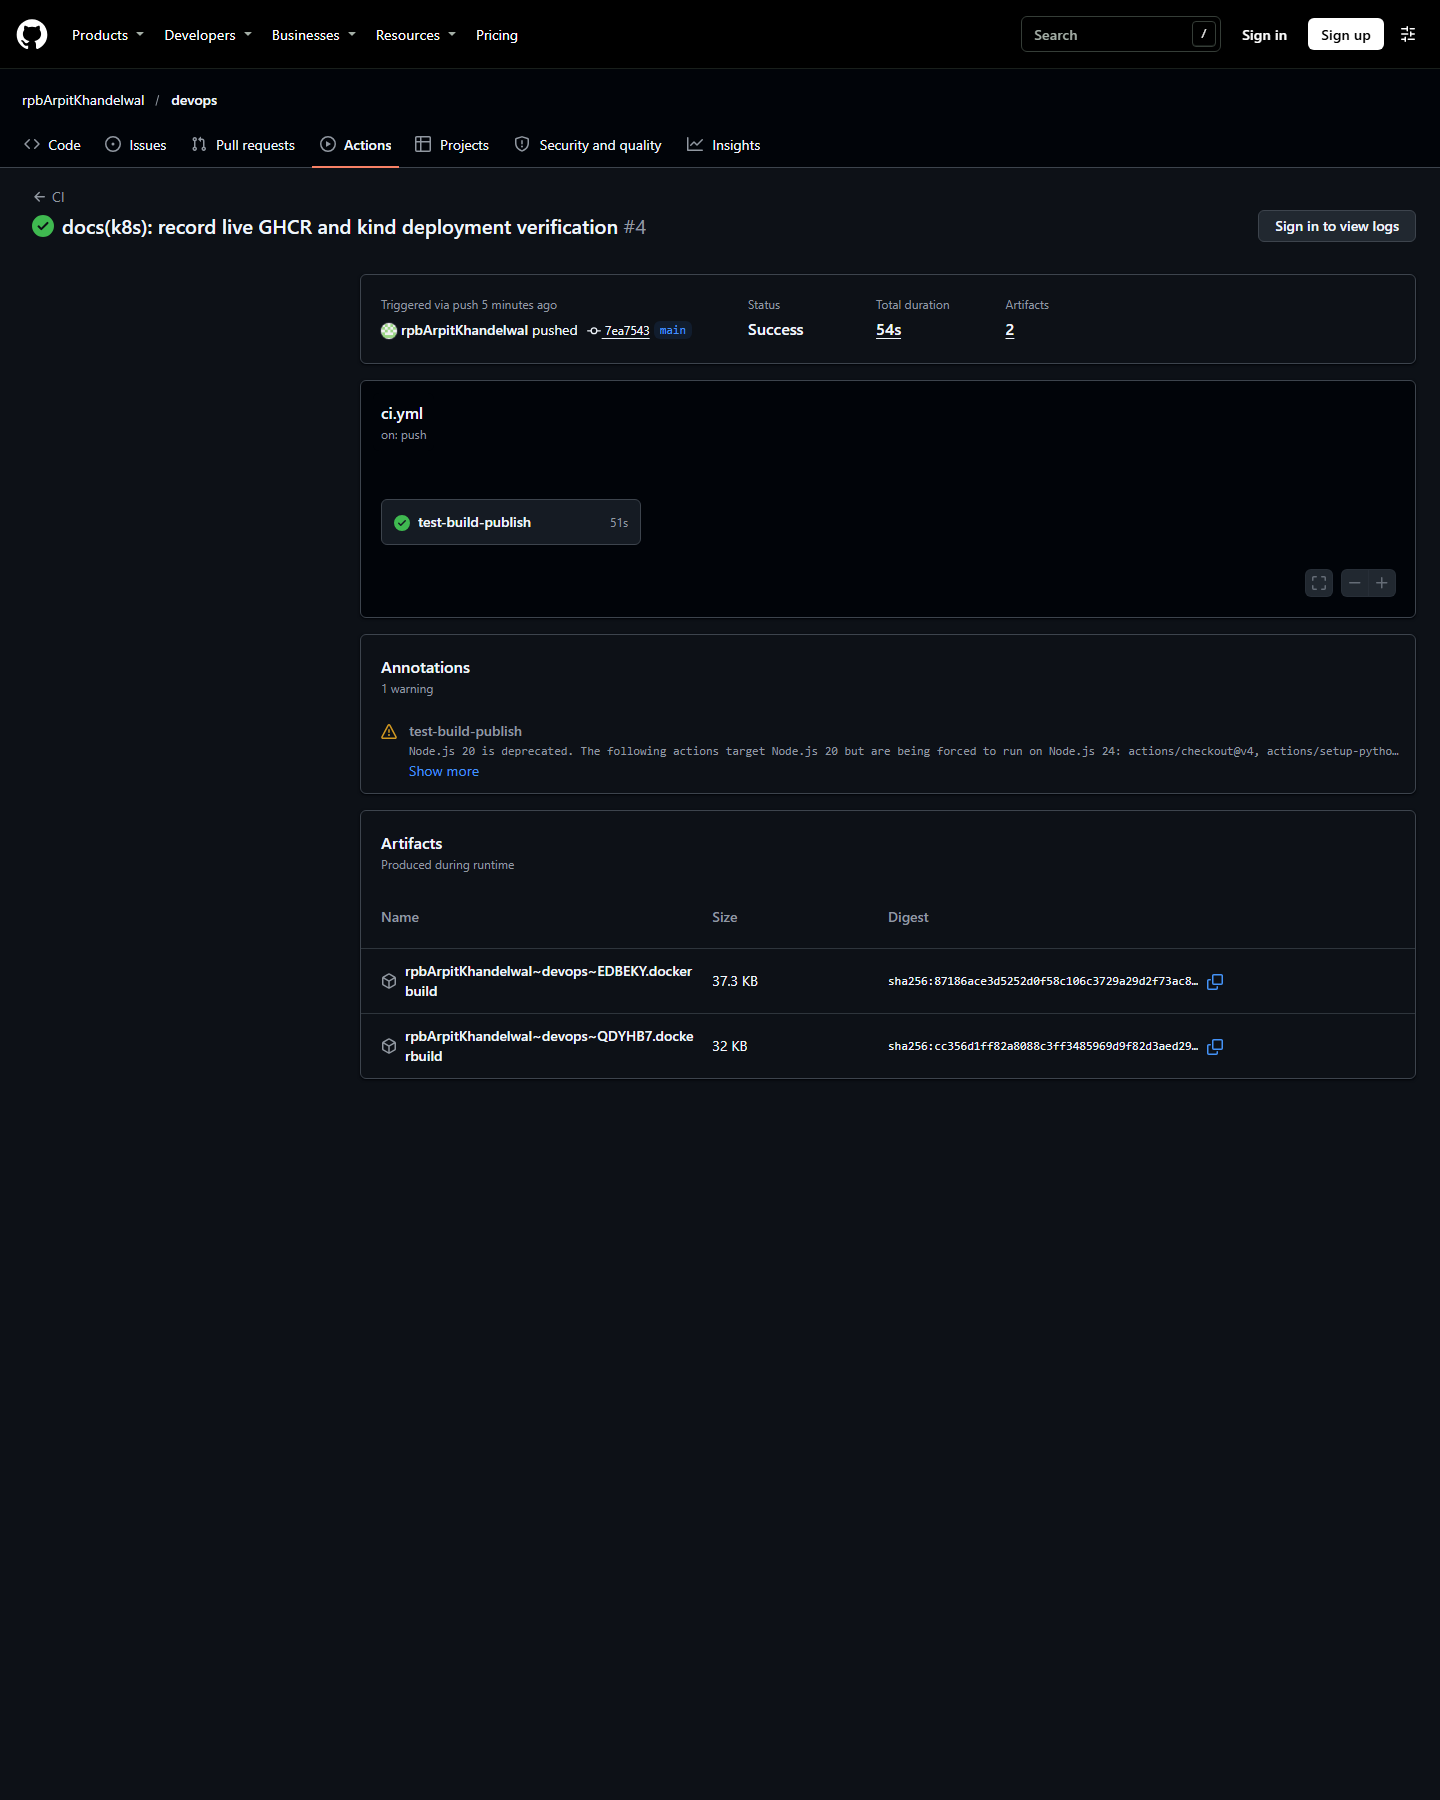 Products Developers Businesses Resources Pricing Search / Sign in Sign up
rpbArpitKhandelwal / devops
Code Issues Pull requests Actions Projects Security and quality Insights
CI
docs(k8s): record live GHCR and kind deployment verification #4
Sign in to view logs
Triggered via push 5 minutes ago
rpbArpitKhandelwal pushed 7ea7543 main
Status
Success
Total duration
54s
Artifacts
2
ci.yml
on: push
test-build-publish 51s
Annotations
1 warning
test-build-publish
Node.js 20 is deprecated. The following actions target Node.js 20 but are being forced to run on Node.js 24: actions/checkout@v4, actions/setup-pytho…
Show more
Artifacts
Produced during runtime
Name Size Digest
rpbArpitKhandelwal~devops~EDBEKY.docker
build
37.3 KB
sha256:87186ace3d5252d0f58c106c3729a29d2f73ac8…
rpbArpitKhandelwal~devops~QDYHB7.docke
rbuild
32 KB
sha256:cc356d1ff82a8088c3ff3485969d9f82d3aed29…